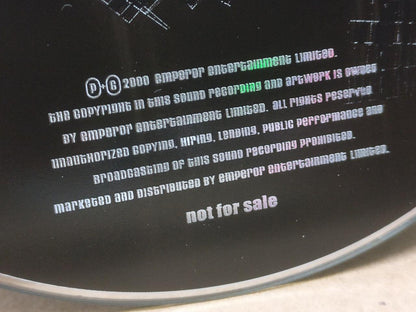 P+C 2000 emperor entertainment limited.
the copyright in this sound recording and artwork is owned
by emperor entertainment limited. all rights reserved
unauthorized copying, hiring, lending, public performance and
broadcasting of this sound recording prohibited.
marketed and distributed by emperor entertainment limited.
not for sale